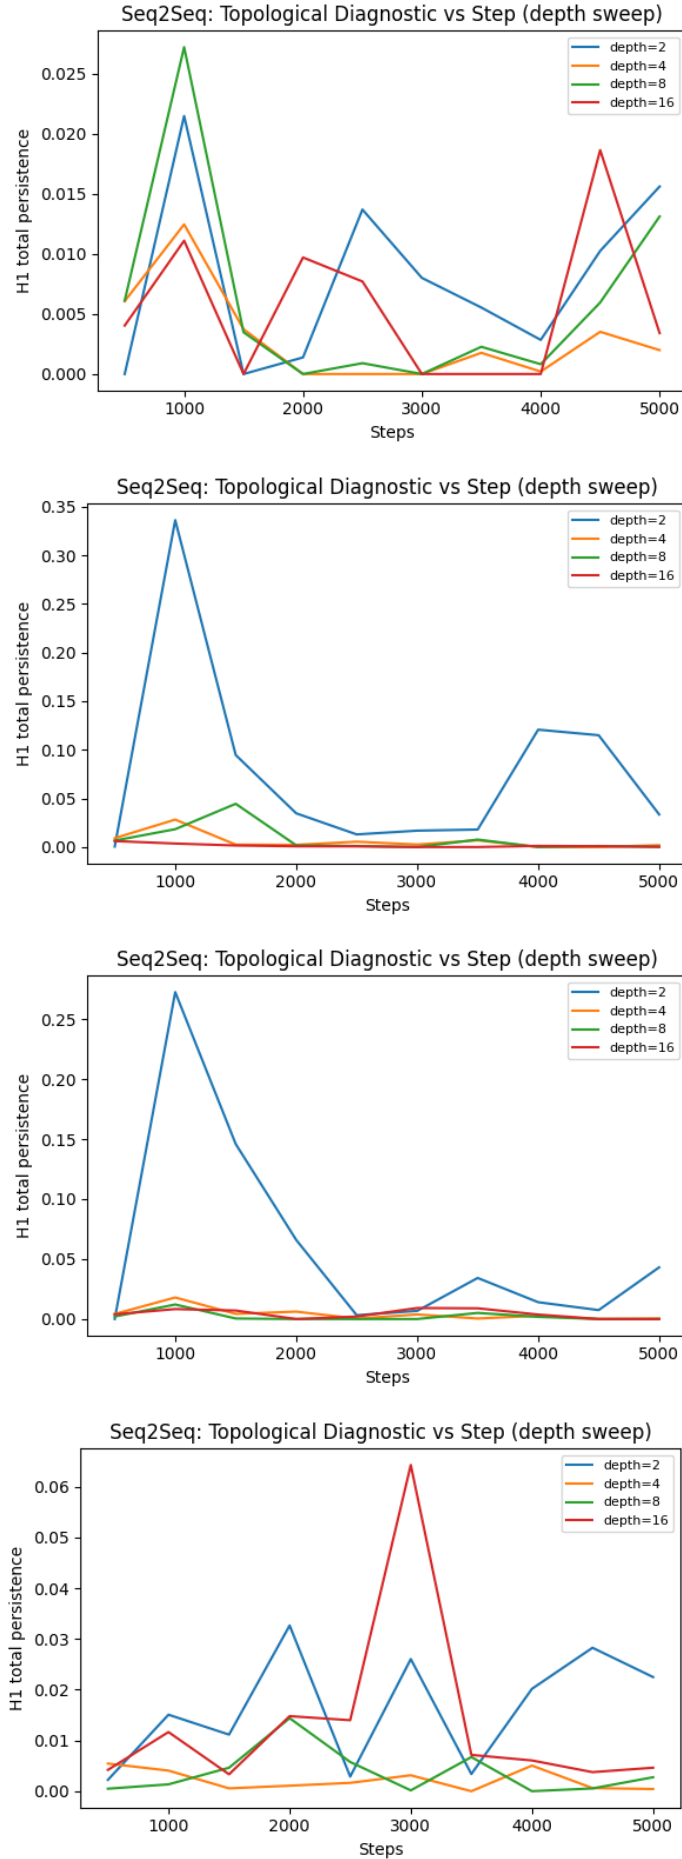 Seq2Seq: Topological Diagnostic vs Step (depth sweep)
depth=2
depth=4
depth=8
depth=16
H1 total persistence
0.025
0.020
0.015
0.010
0.005
0.000
1000 2000 3000 4000 5000
Steps
Seq2Seq: Topological Diagnostic vs Step (depth sweep)
depth=2
depth=4
depth=8
depth=16
H1 total persistence
0.35
0.30
0.25
0.20
0.15
0.10
0.05
0.00
1000 2000 3000 4000 5000
Steps
Seq2Seq: Topological Diagnostic vs Step (depth sweep)
depth=2
depth=4
depth=8
depth=16
H1 total persistence
0.25
0.20
0.15
0.10
0.05
0.00
1000 2000 3000 4000 5000
Steps
Seq2Seq: Topological Diagnostic vs Step (depth sweep)
depth=2
depth=4
depth=8
depth=16
H1 total persistence
0.06
0.05
0.04
0.03
0.02
0.01
0.00
1000 2000 3000 4000 5000
Steps